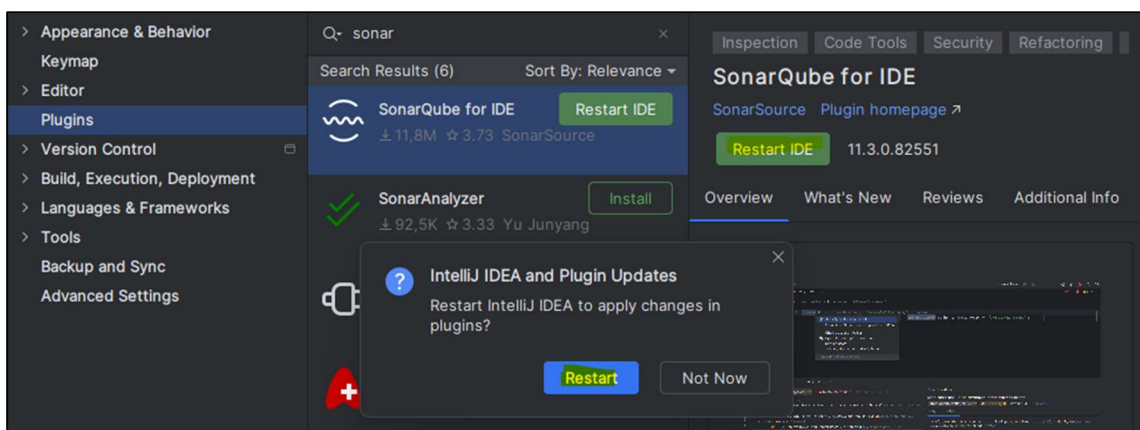 Appearance & Behavior
Keymap
Editor
Plugins
Version Control
Build, Execution, Deployment
Languages & Frameworks
Tools
Backup and Sync
Advanced Settings
sonar
Search Results (6) Sort By: Relevance
SonarQube for IDE Restart IDE
11,8M 3.73 SonarSource
SonarAnalyzer Install
92,5K 3.33 Yu Junyang
IntelliJ IDEA and Plugin Updates
Restart IntelliJ IDEA to apply changes in
plugins?
Restart Not Now
Inspection Code Tools Security Refactoring
SonarQube for IDE
SonarSource Plugin homepage
Restart IDE 11.3.0.82551
Overview What's New Reviews Additional Info